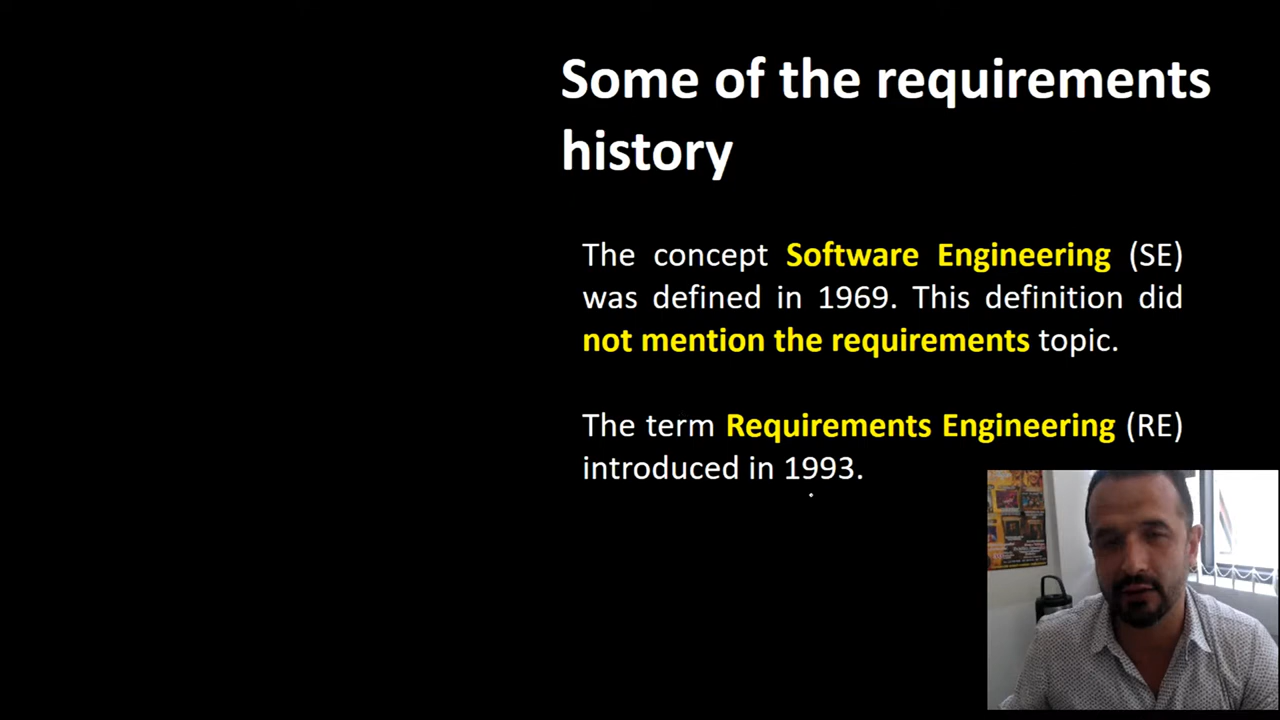 Some of the requirements
history
The concept Software Engineering (SE)
was defined in 1969. This definition did
not mention the requirements topic.
The term Requirements Engineering (RE)
introduced in 1993.